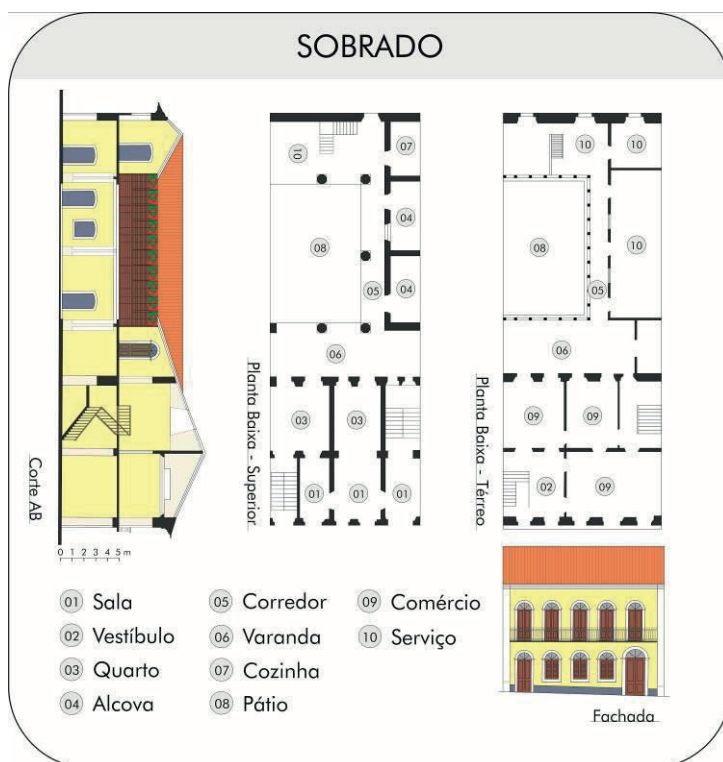 SOBRADO
Corte AB
0 1 2 3 4 5 m
10
07
04
08
05
04
06
03
03
01
01
01
Planta Baixa - Superior
10
10
08
10
05
06
09
09
02
09
Planta Baixa - Térreo
01 Sala
02 Vestíbulo
03 Quarto
04 Alcova
05 Corredor
06 Varanda
07 Cozinha
08 Pátio
09 Comércio
10 Serviço
Fachada